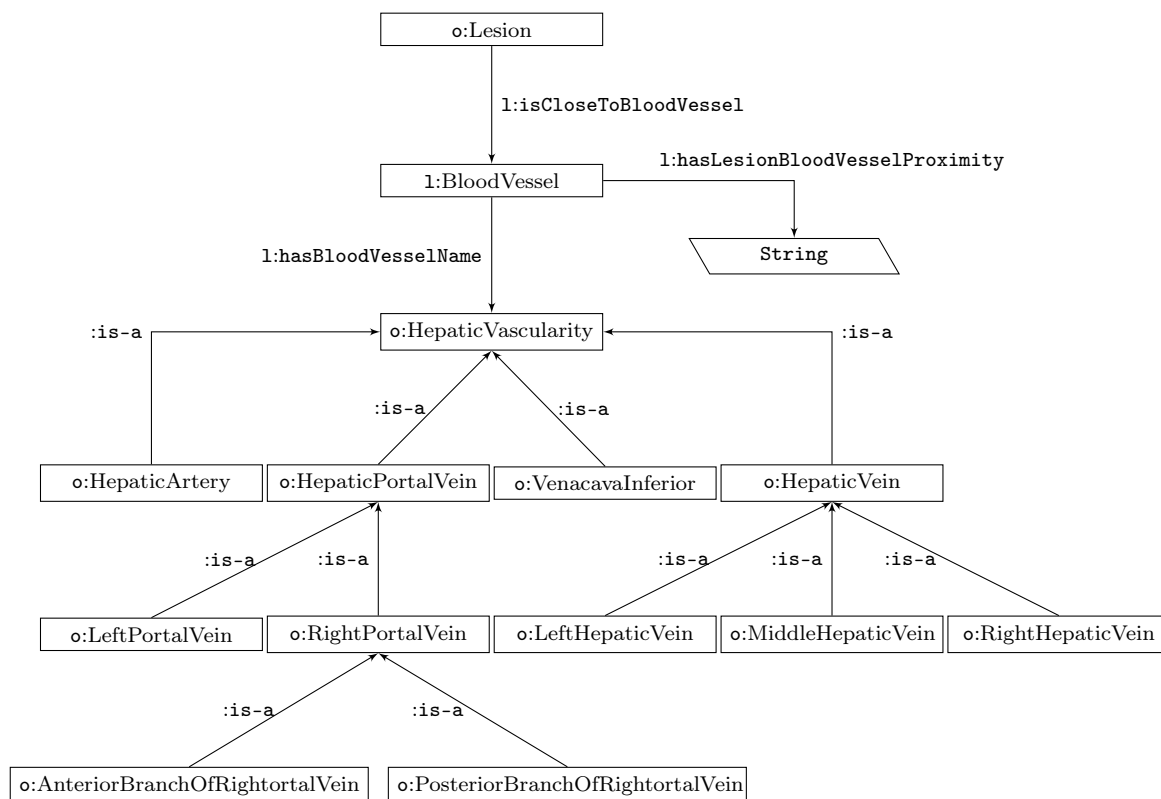 o:Lesion
l:isCloseToBloodVessel
l:hasLesionBloodVesselProximity
l:BloodVessel
String
l:hasBloodVesselName
:is-a
o:HepaticVascularity
:is-a
:is-a
:is-a
o:HepaticArtery
o:HepaticPortalVein
o:VenacavaInferior
o:HepaticVein
:is-a
:is-a
:is-a
:is-a
:is-a
o:LeftPortalVein
o:RightPortalVein
o:LeftHepaticVein
o:MiddleHepaticVein
o:RightHepaticVein
:is-a
:is-a
o:AnteriorBranchOfRightortalVein
o:PosteriorBranchOfRightortalVein